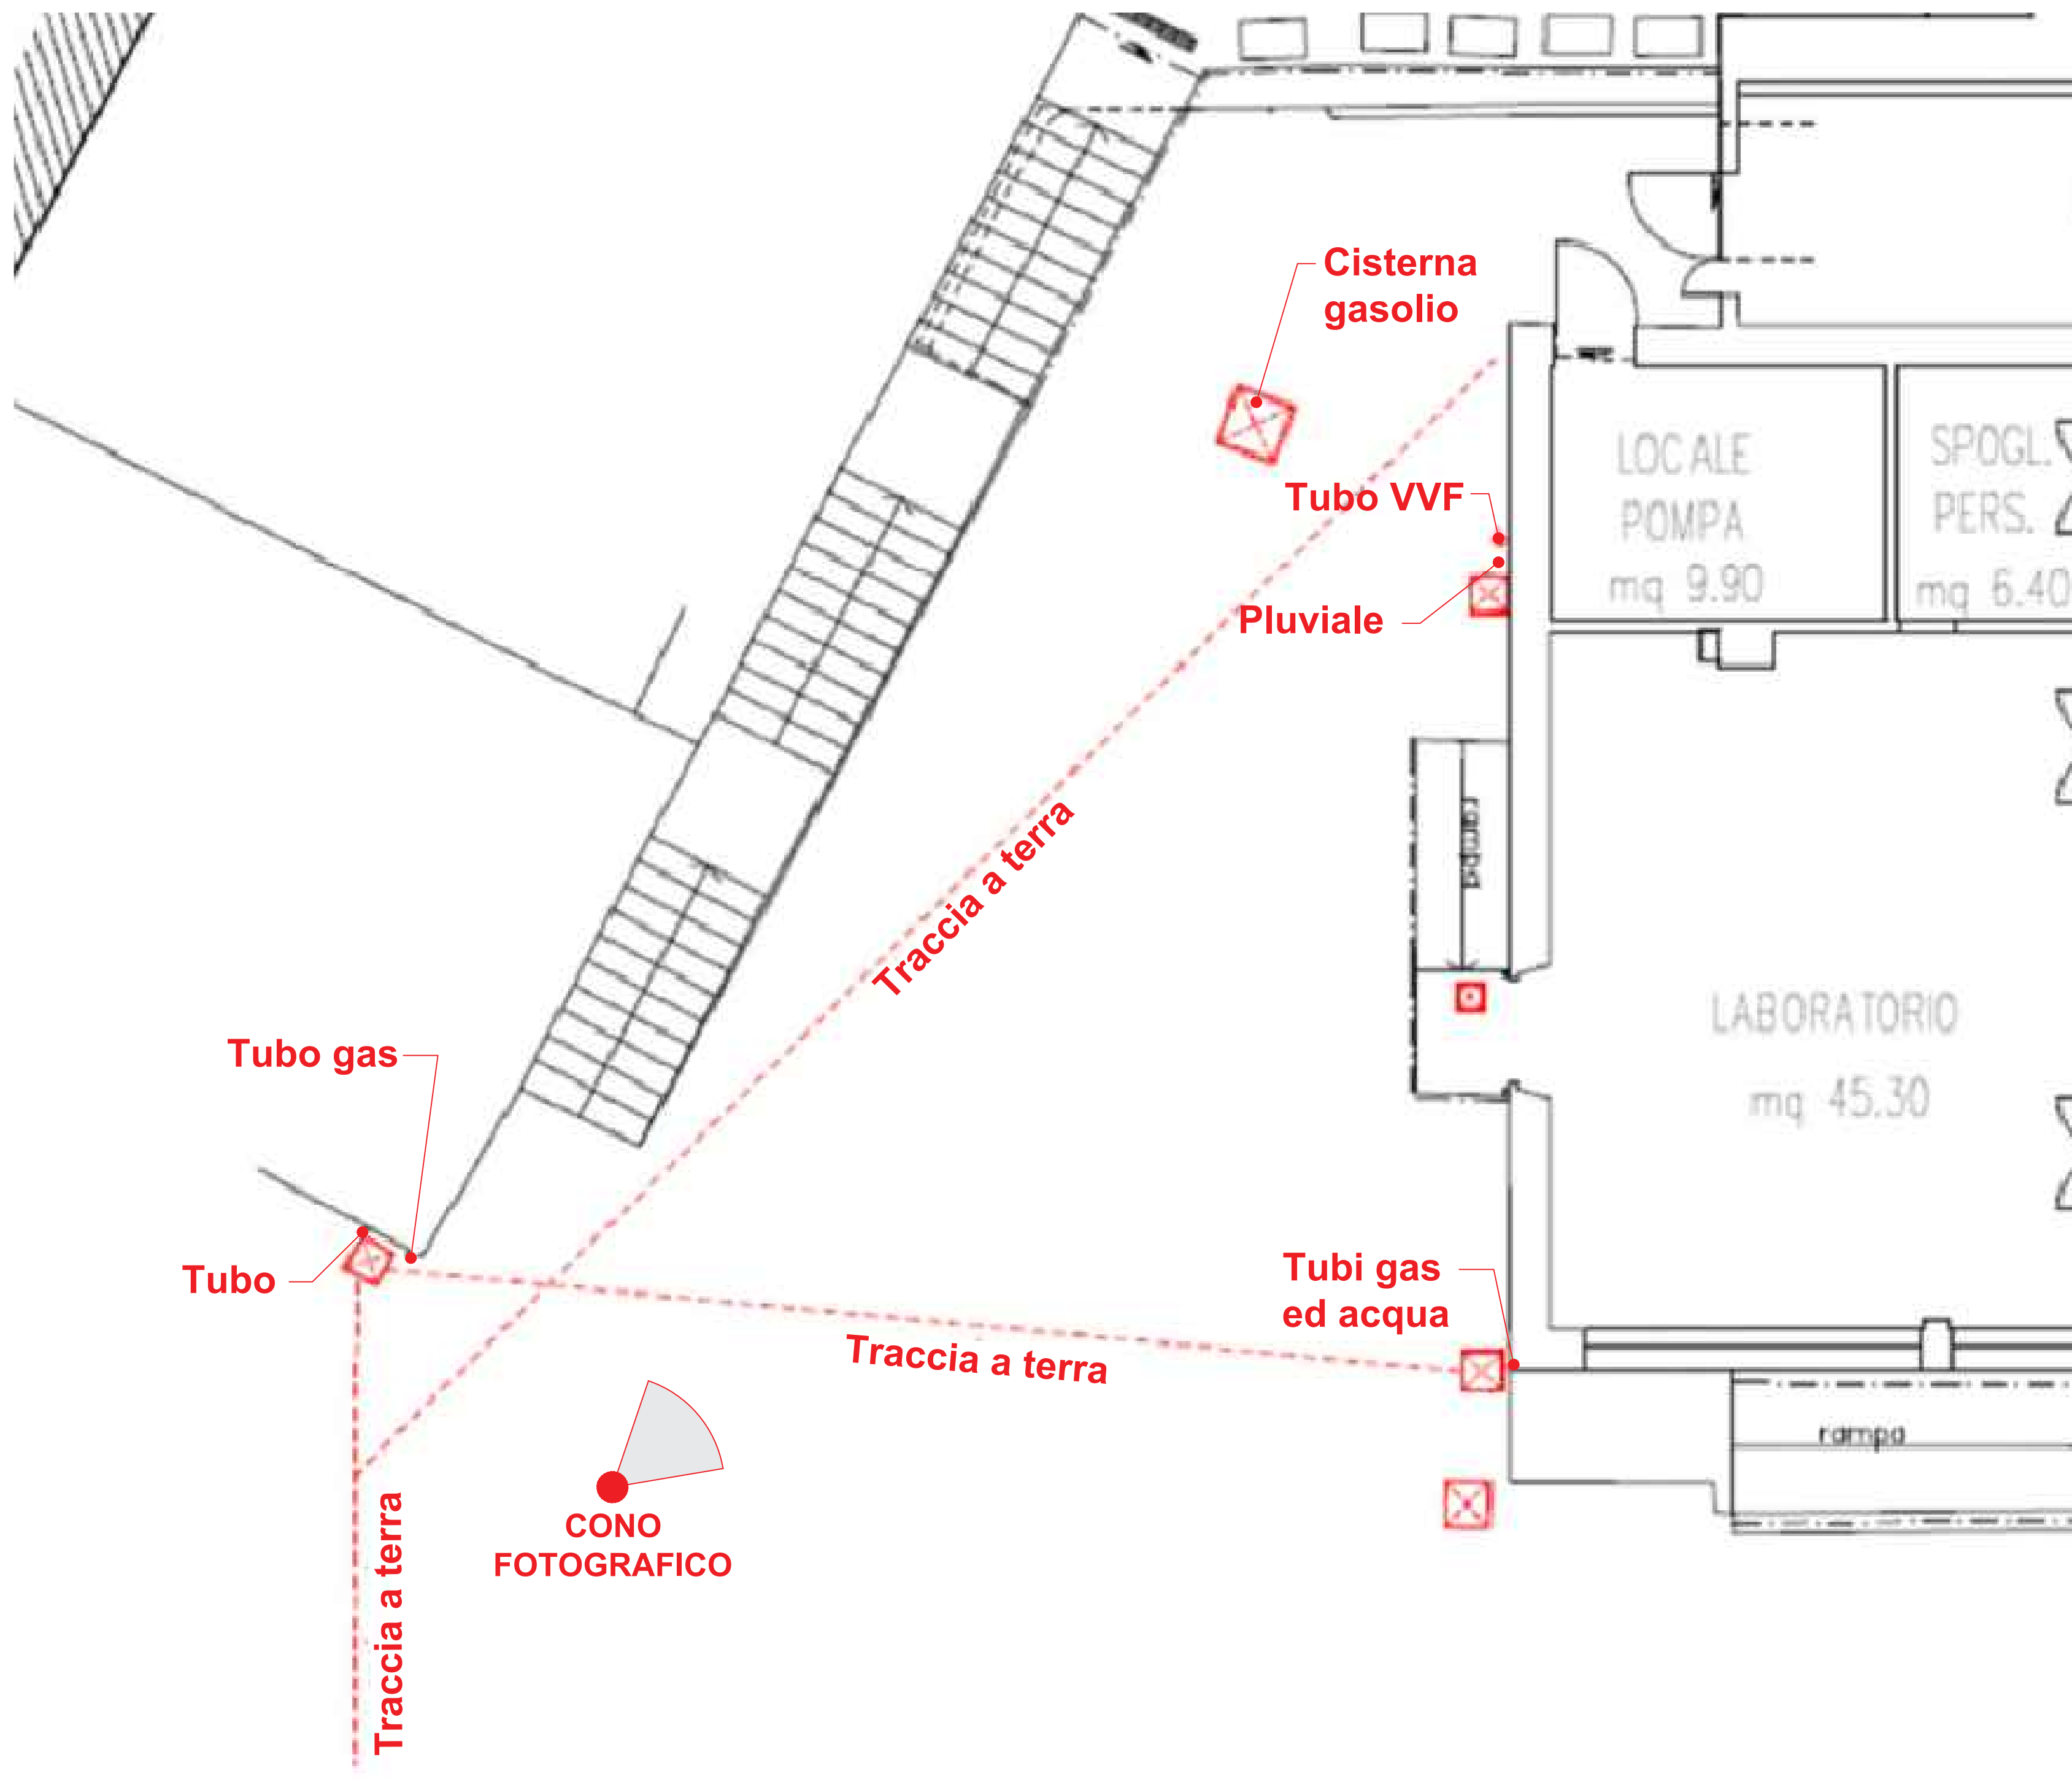 Cisterna
gasolio
LOCALE
POMPA
mq 9.90
SPOGL.
PERS.
mq 6.40
Tubo VVF
Pluviale
rampa
Traccia a terra
LABORATORIO
mq 45.30
Tubo gas
Tubo
Tubi gas
ed acqua
Traccia a terra
rampa
CONO
FOTOGRAFICO
Traccia a terra